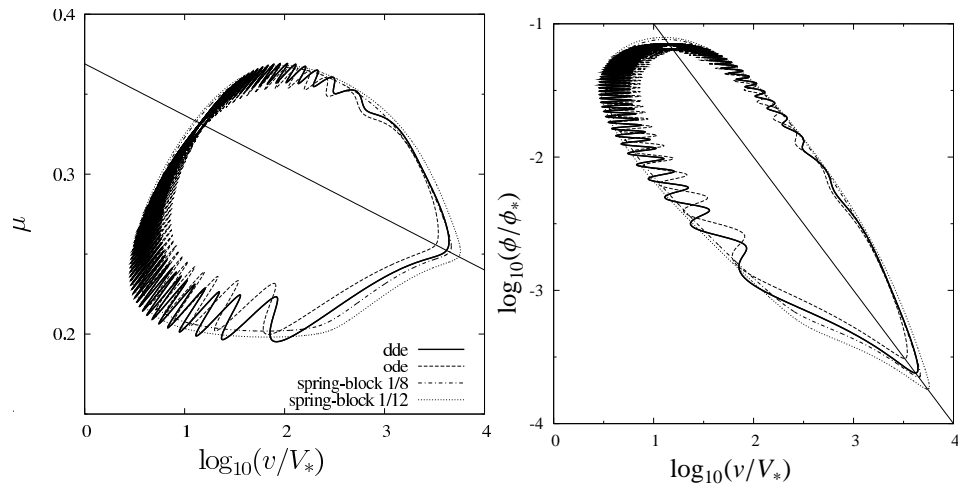 0.4
0.3
0.2
μ
0 1 2 3 4
log₁₀(v/V*)
dde
ode
spring-block 1/8
spring-block 1/12
-1
-2
-3
-4
log₁₀(ϕ/ϕ*)
0 1 2 3 4
log₁₀(v/V*)